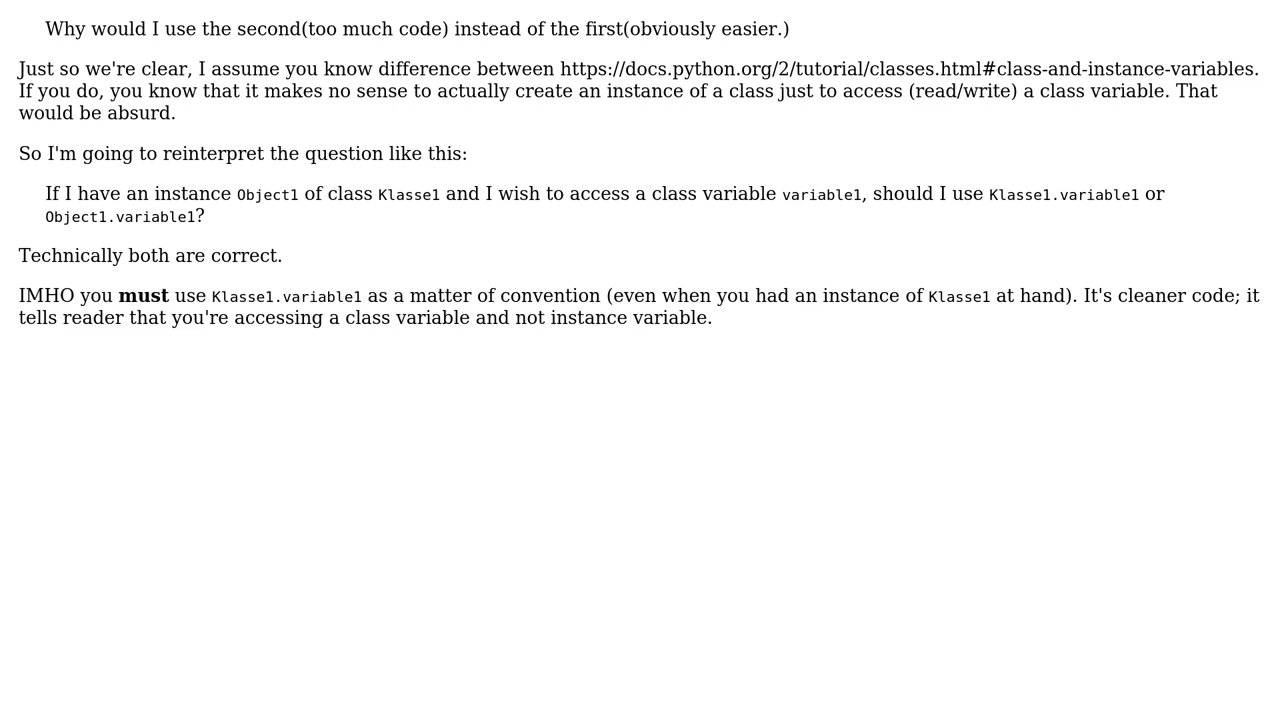 Why would I use the second(too much code) instead of the first(obviously easier.)
Just so we're clear, I assume you know difference between https://docs.python.org/2/tutorial/classes.html#class-and-instance-variables.
If you do, you know that it makes no sense to actually create an instance of a class just to access (read/write) a class variable. That
would be absurd.
So I'm going to reinterpret the question like this:
If I have an instance Object1 of class Klasse1 and I wish to access a class variable variable1, should I use Klasse1.variable1 or
Object1.variable1?
Technically both are correct.
IMHO you must use Klasse1.variable1 as a matter of convention (even when you had an instance of Klasse1 at hand). It's cleaner code; it
tells reader that you're accessing a class variable and not instance variable.